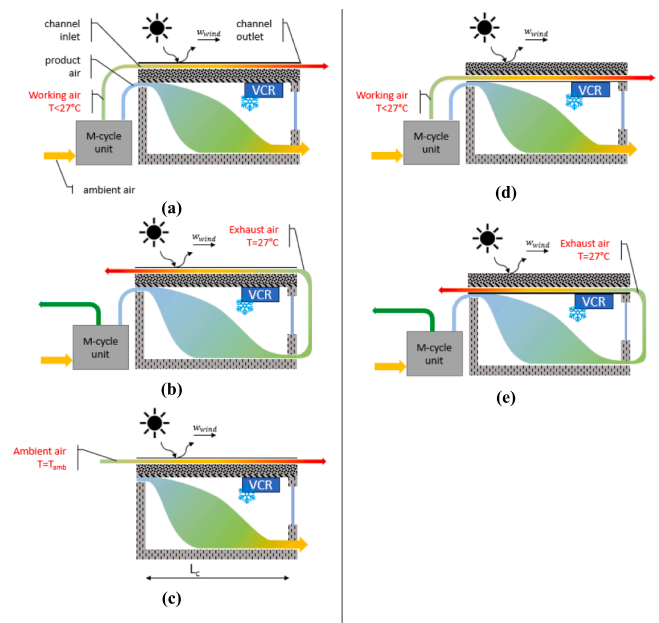 channel
inlet
w_wind
channel
outlet
product
air
Working air
T<27°C
VCR
M-cycle
unit
ambient air
(a)
w_wind
Working air
T<27°C
VCR
M-cycle
unit
(d)
w_wind
Exhaust air
T=27°C
VCR
M-cycle
unit
(b)
w_wind
Exhaust air
T=27°C
VCR
M-cycle
unit
(e)
w_wind
Ambient air
T=T_amb
VCR
L_c
(c)